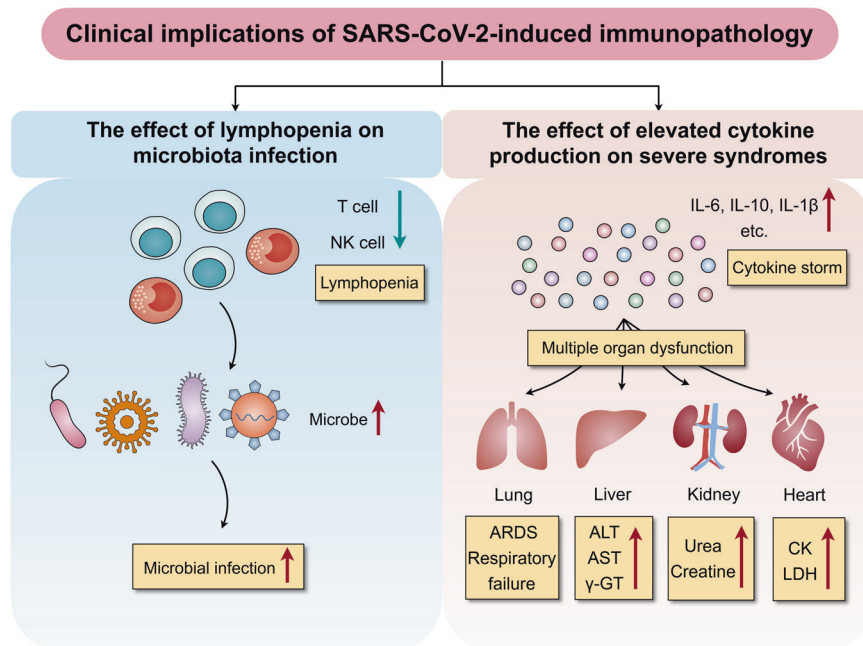 Clinical implications of SARS-CoV-2-induced immunopathology
The effect of lymphopenia on
microbiota infection
T cell
NK cell
Lymphopenia
Microbe
Microbial infection
The effect of elevated cytokine
production on severe syndromes
IL-6, IL-10, IL-1β
etc.
Cytokine storm
Multiple organ dysfunction
Lung
Liver
Kidney
Heart
ARDS
Respiratory
failure
ALT
AST
γ-GT
Urea
Creatine
CK
LDH